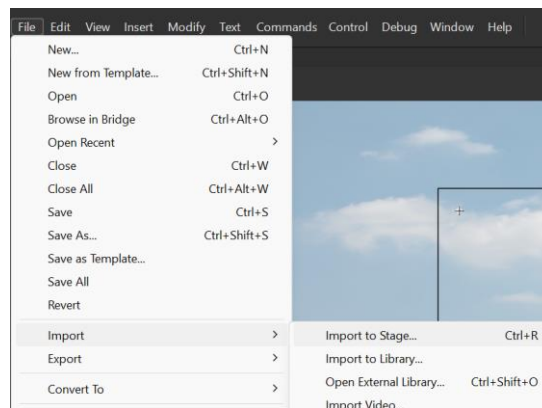 File Edit View Insert Modify Text Commands Control Debug Window Help
New... Ctrl+N
New from Template... Ctrl+Shift+N
Open Ctrl+O
Browse in Bridge Ctrl+Alt+O
Open Recent >
Close Ctrl+W
Close All Ctrl+Alt+W
Save Ctrl+S
Save As... Ctrl+Shift+S
Save as Template...
Save All
Revert
Import >
Export >
Convert To >
Import to Stage... Ctrl+R
Import to Library...
Open External Library... Ctrl+Shift+O
Import Video